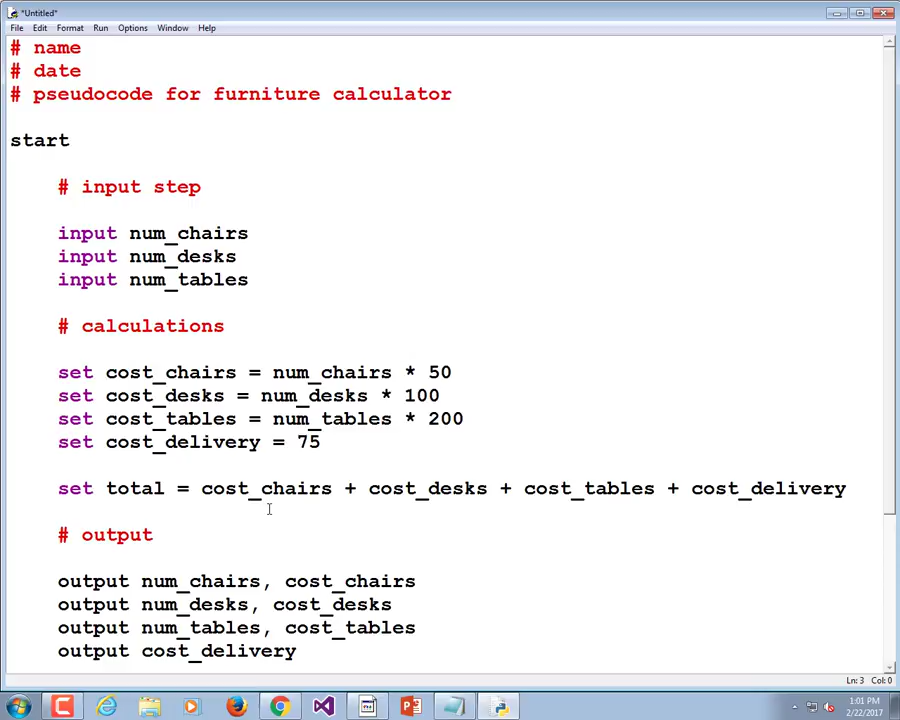 *Untitled*
File Edit Format Run Options Window Help
# name
# date
# pseudocode for furniture calculator
start
# input step
input num_chairs
input num_desks
input num_tables
# calculations
set cost_chairs = num_chairs * 50
set cost_desks = num_desks * 100
set cost_tables = num_tables * 200
set cost_delivery = 75
set total = cost_chairs + cost_desks + cost_tables + cost_delivery
# output
output num_chairs, cost_chairs
output num_desks, cost_desks
output num_tables, cost_tables
output cost_delivery
Ln: 3 Col: 0
1:01 PM
2/22/2017